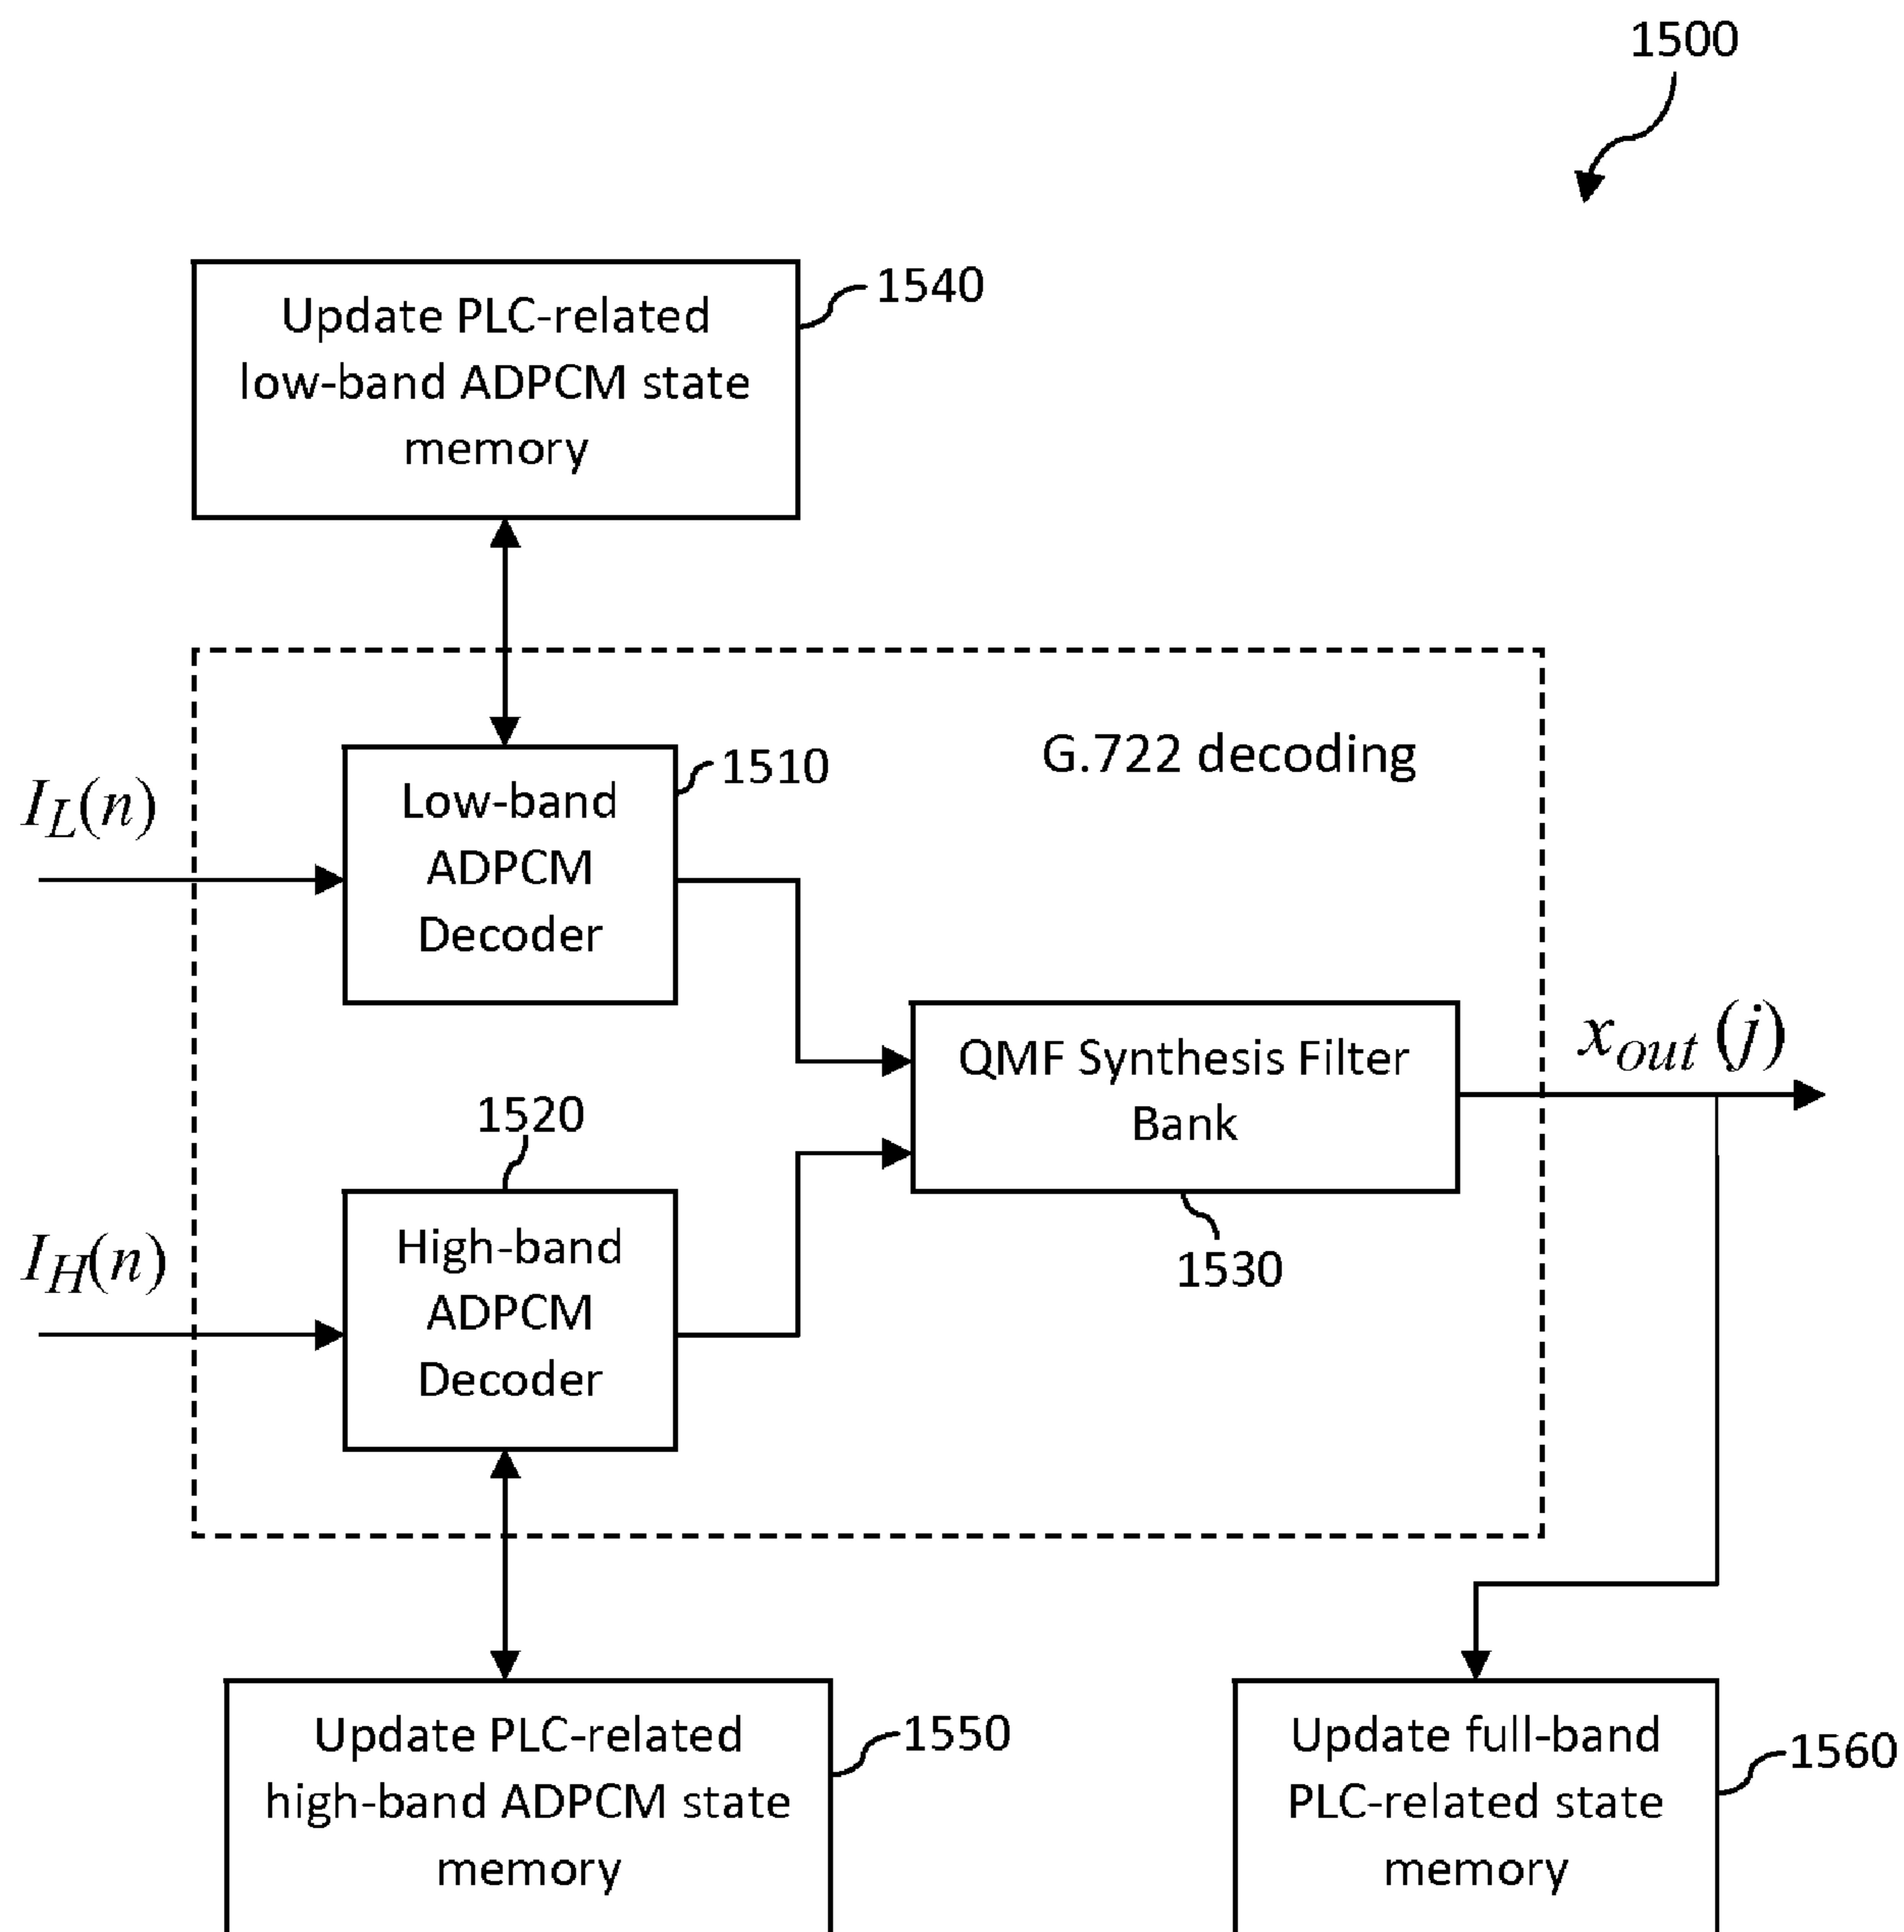 1500
Update PLC-related
low-band ADPCM state
memory
1540
G.722 decoding
I_L(n)
Low-band
ADPCM
Decoder
1510
QMF Synthesis Filter
Bank
1530
x_out (j)
1520
I_H(n)
High-band
ADPCM
Decoder
Update PLC-related
high-band ADPCM state
memory
1550
Update full-band
PLC-related state
memory
1560